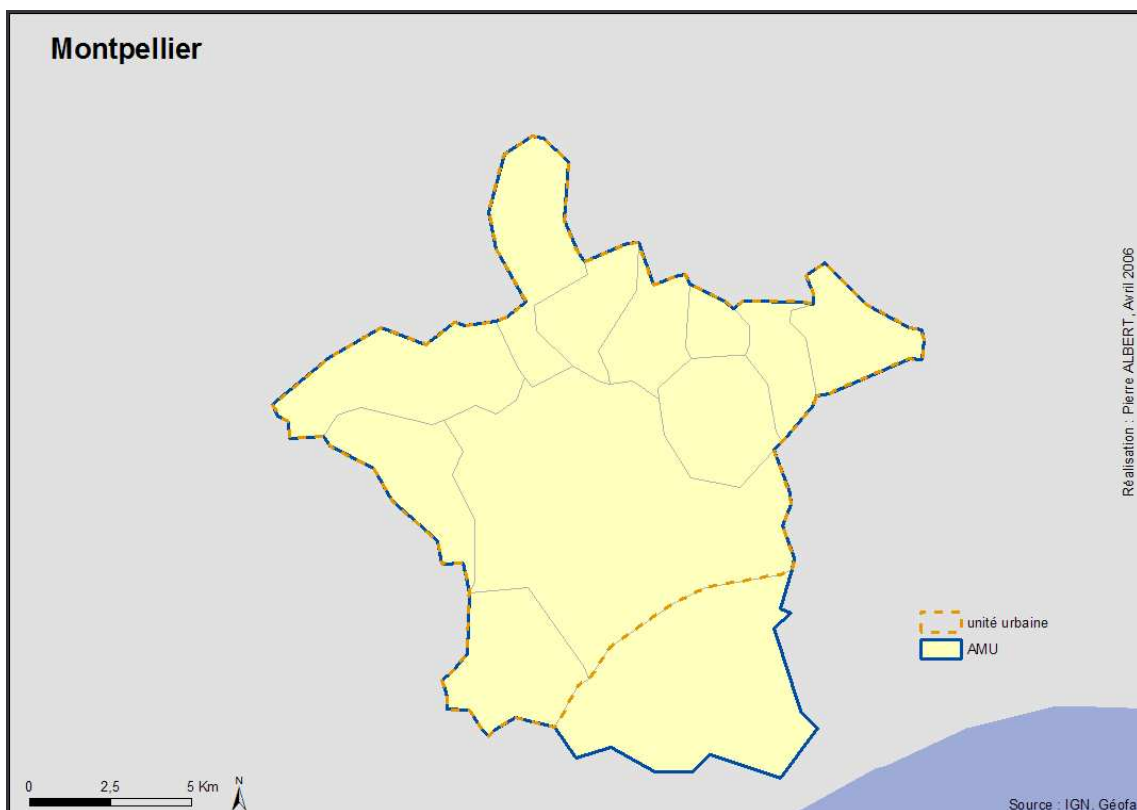 Montpellier
Réalisation : Pierre ALBERT, Avril 2006
unité urbaine
AMU
0 2,5 5 Km
N
Source : IGN, Géofa